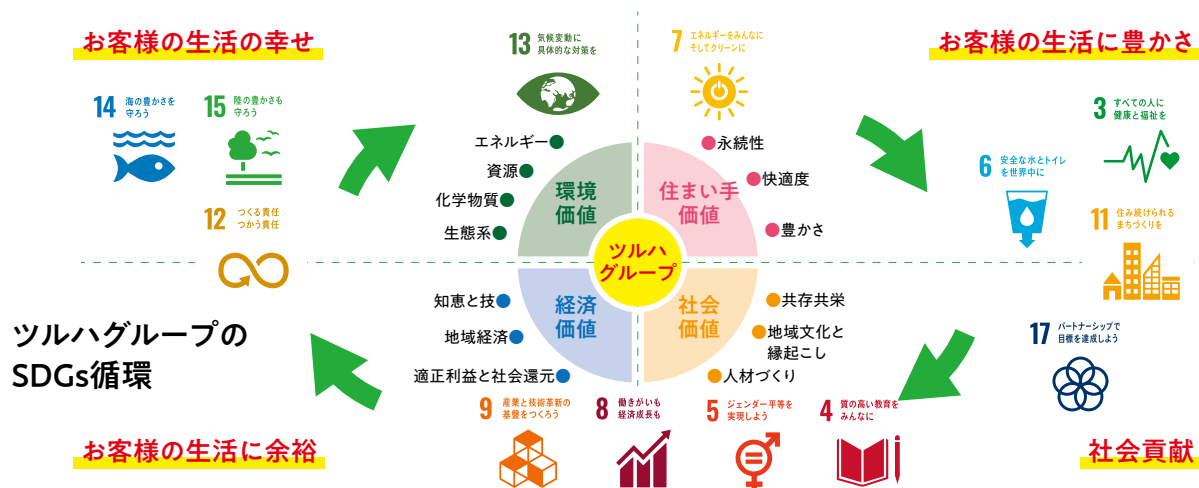 お客様の生活の幸せ
14 海の豊かさを
守ろう
15 陸の豊かさも
守ろう
12 つくる責任
つかう責任
13 気候変動に
具体的な対策を
7 エネルギーをみんなに
そしてクリーンに
お客様の生活に豊かさ
3 すべての人に
健康と福祉を
6 安全な水とトイレ
を世界中に
11 住み続けられる
まちづくりを
17 パートナーシップで
目標を達成しよう
エネルギー
資源
化学物質
生態系
環境
価値
住まい手
価値
永続性
快適度
豊かさ
ツルハ
グループ
知恵と技
地域経済
適正利益と社会還元
経済
価値
社会
価値
共存共栄
地域文化と
縁起こし
人材づくり
ツルハグループの
SDGs循環
9 産業と技術革新の
基盤をつくろう
8 働きがいも
経済成長も
5 ジェンダー平等を
実現しよう
4 質の高い教育を
みんなに
お客様の生活に余裕
社会貢献